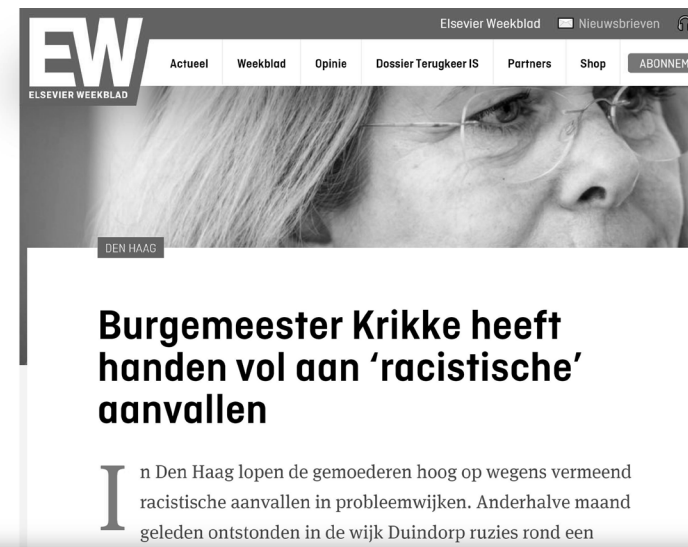 Elsevier Weekblad Nieuwsbrieven
EW
ELSEVIER WEEKBLAD
Actueel Weekblad Opinie Dossier Terugkeer IS Partners Shop ABONNEM
DEN HAAG
Burgemeester Krikke heeft
handen vol aan ‘racistische’
aanvallen
In Den Haag lopen de gemoederen hoog op wegens vermeend
racistische aanvallen in probleemwijken. Anderhalve maand
geleden ontstonden in de wijk Duindorp ruzies rond een